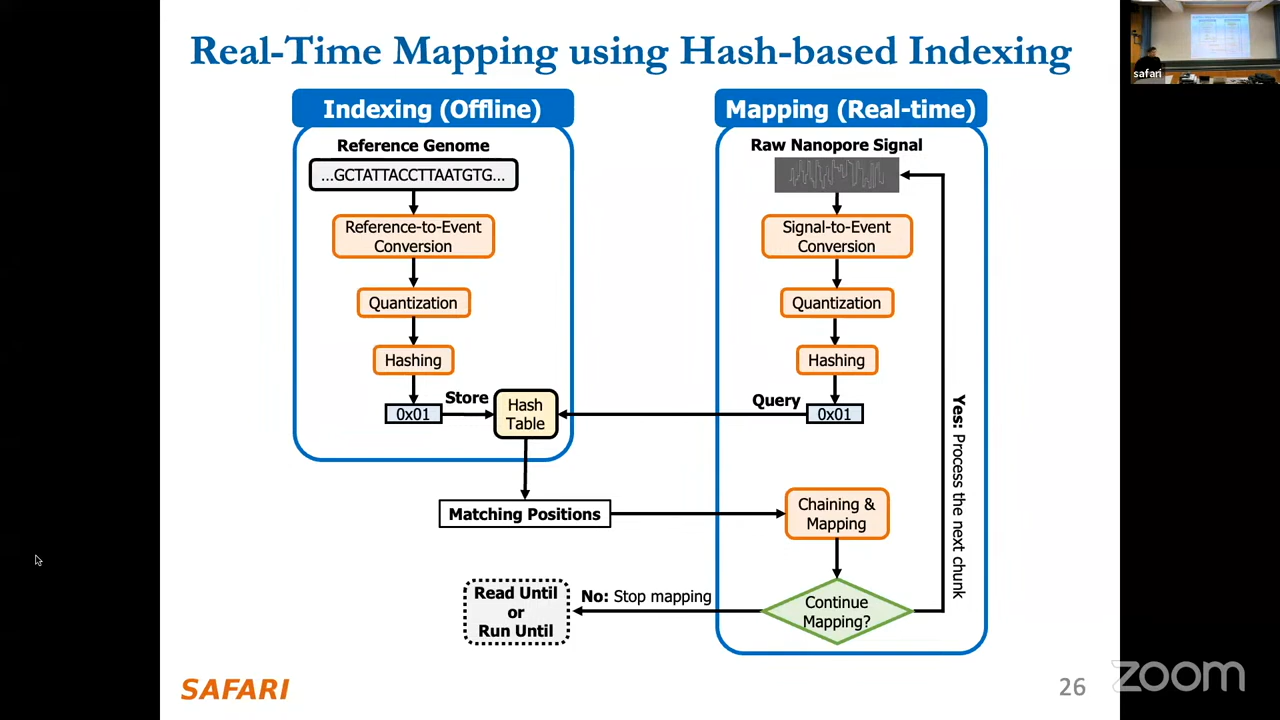 Real-Time Mapping using Hash-based Indexing
safari
Indexing (Offline)
Reference Genome
...GCTATTACCTTAATGTG...
Reference-to-Event
Conversion
Quantization
Hashing
0x01
Store
Hash
Table
Mapping (Real-time)
Raw Nanopore Signal
Signal-to-Event
Conversion
Quantization
Hashing
Query
0x01
Matching Positions
Chaining &
Mapping
Continue
Mapping?
Yes: Process the next chunk
No: Stop mapping
Read Until
or
Run Until
SAFARI
26
zoom